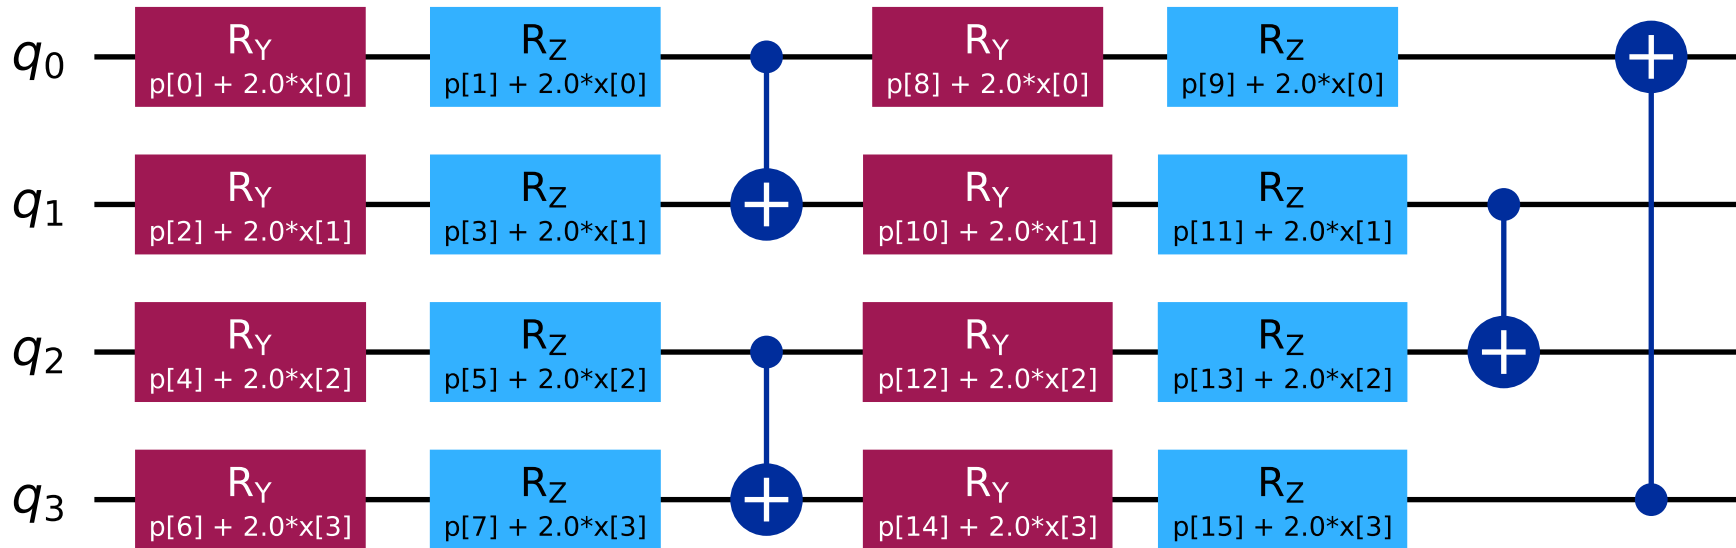 q0 RY RZ RY RZ
p[0] + 2.0*x[0] p[1] + 2.0*x[0] p[8] + 2.0*x[0] p[9] + 2.0*x[0]
q1 RY RZ RY RZ
p[2] + 2.0*x[1] p[3] + 2.0*x[1] p[10] + 2.0*x[1] p[11] + 2.0*x[1]
q2 RY RZ RY RZ
p[4] + 2.0*x[2] p[5] + 2.0*x[2] p[12] + 2.0*x[2] p[13] + 2.0*x[2]
q3 RY RZ RY RZ
p[6] + 2.0*x[3] p[7] + 2.0*x[3] p[14] + 2.0*x[3] p[15] + 2.0*x[3]